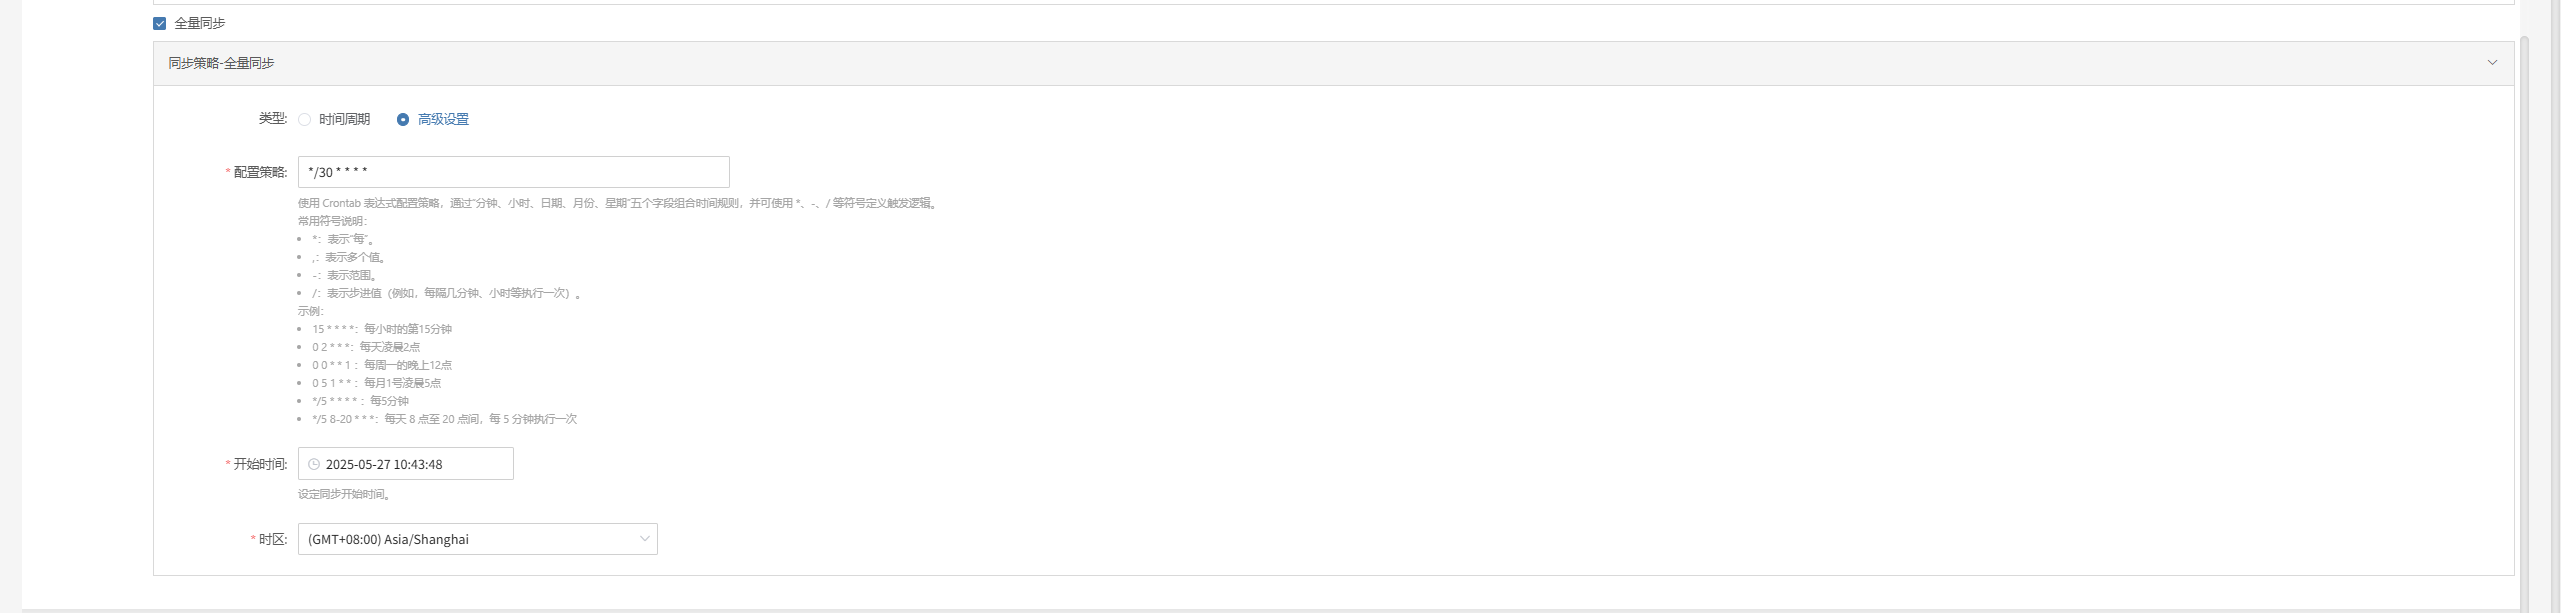 全量同步
同步策略-全量同步
类型: 时间周期 高级设置
* 配置策略: */30 * * * *
使用 Crontab 表达式配置策略，通过“分钟、小时、日期、月份、星期”五个字段组合时间规则，并可使用 *、-、/ 等符号定义触发逻辑。
常用符号说明：
• *：表示“每”。
• ,：表示多个值。
• -：表示范围。
• /：表示步进值（例如，每隔几分钟、小时等执行一次）。
示例：
• 15 * * * *：每小时的第15分钟
• 0 2 * * *：每天凌晨2点
• 0 0 * * 1 ：每周一的晚上12点
• 0 5 1 * * ：每月1号凌晨5点
• */5 * * * * ：每5分钟
• */5 8-20 * * *：每天 8 点至 20 点间，每 5 分钟执行一次
* 开始时间: 2025-05-27 10:43:48
设定同步开始时间。
* 时区: (GMT+08:00) Asia/Shanghai